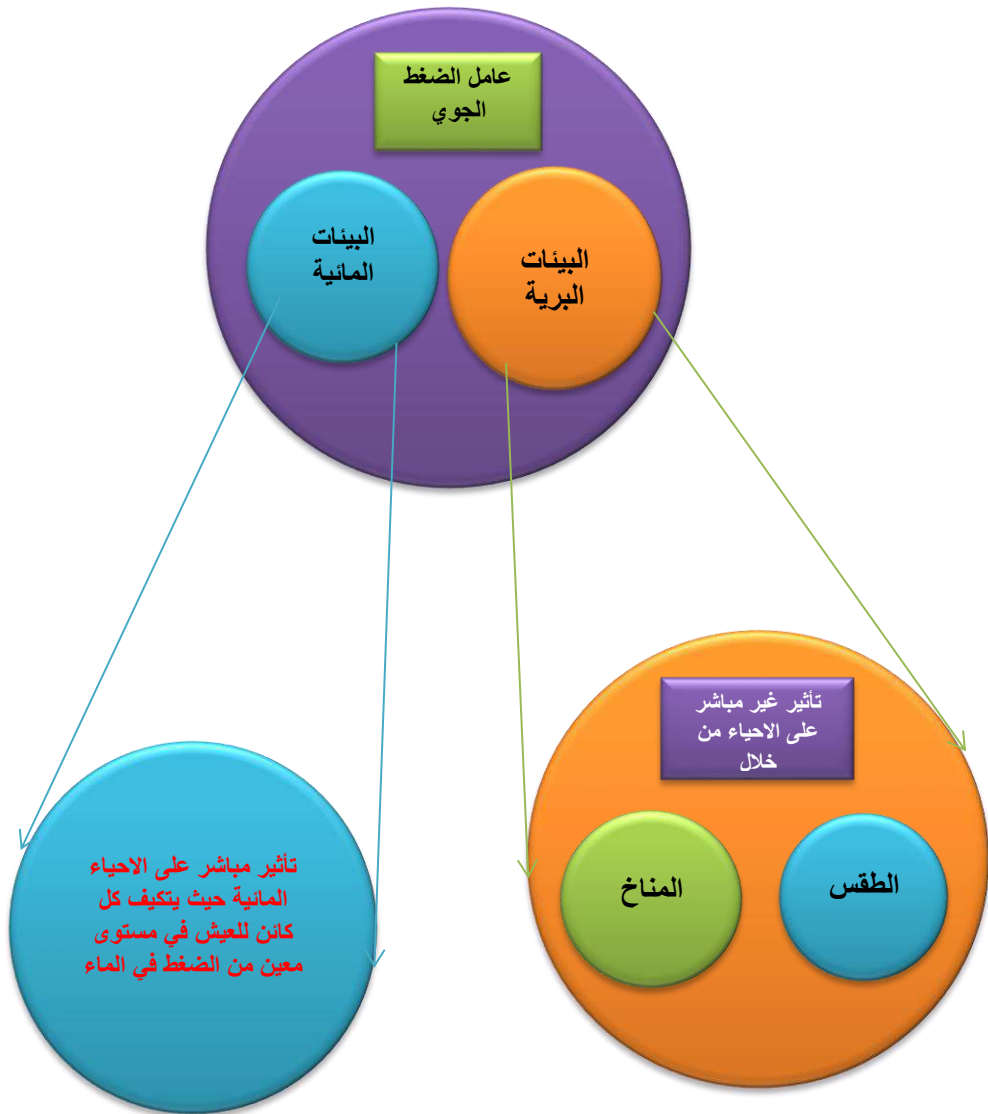 عامل الضغط
الجوي
البيئات
البرية
البيئات
المائية
تأثير غير مباشر
على الاحياء من
خلال
الطقس
المناخ
تأثير مباشر على الاحياء
المائية حيث يتكيف كل
كائن للعيش في مستوى
معين من الضغط في الماء